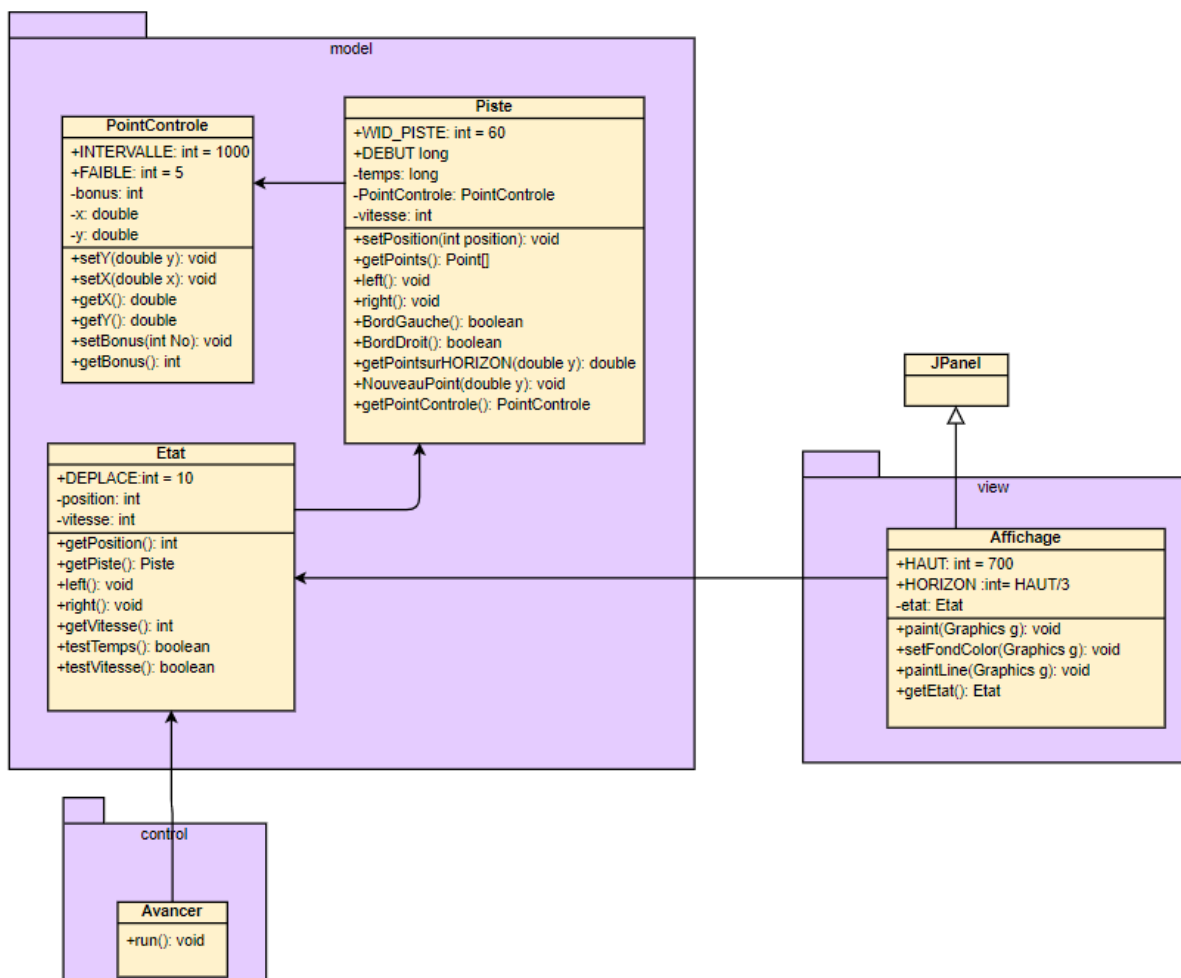 model
PointControle
+INTERVALLE: int = 1000
+FAIBLE: int = 5
-bonus: int
-x: double
-y: double
+setY(double y): void
+setX(double x): void
+getX(): double
+getY(): double
+setBonus(int No): void
+getBonus(): int
Piste
+WID_PISTE: int = 60
+DEBUT long
-temps: long
-PointControle: PointControle
-vitesse: int
+setPosition(int position): void
+getPoints(): Point[]
+left(): void
+right(): void
+BordGauche(): boolean
+BordDroit(): boolean
+getPointsurHORIZON(double y): double
+NouveauPoint(double y): void
+getPointControle(): PointControle
Etat
+DEPLACE:int = 10
-position: int
-vitesse: int
+getPosition(): int
+getPiste(): Piste
+left(): void
+right(): void
+getVitesse(): int
+testTemps(): boolean
+testVitesse(): boolean
JPanel
view
Affichage
+HAUT: int = 700
+HORIZON :int= HAUT/3
-etat: Etat
+paint(Graphics g): void
+setFondColor(Graphics g): void
+paintLine(Graphics g): void
+getEtat(): Etat
control
Avancer
+run(): void